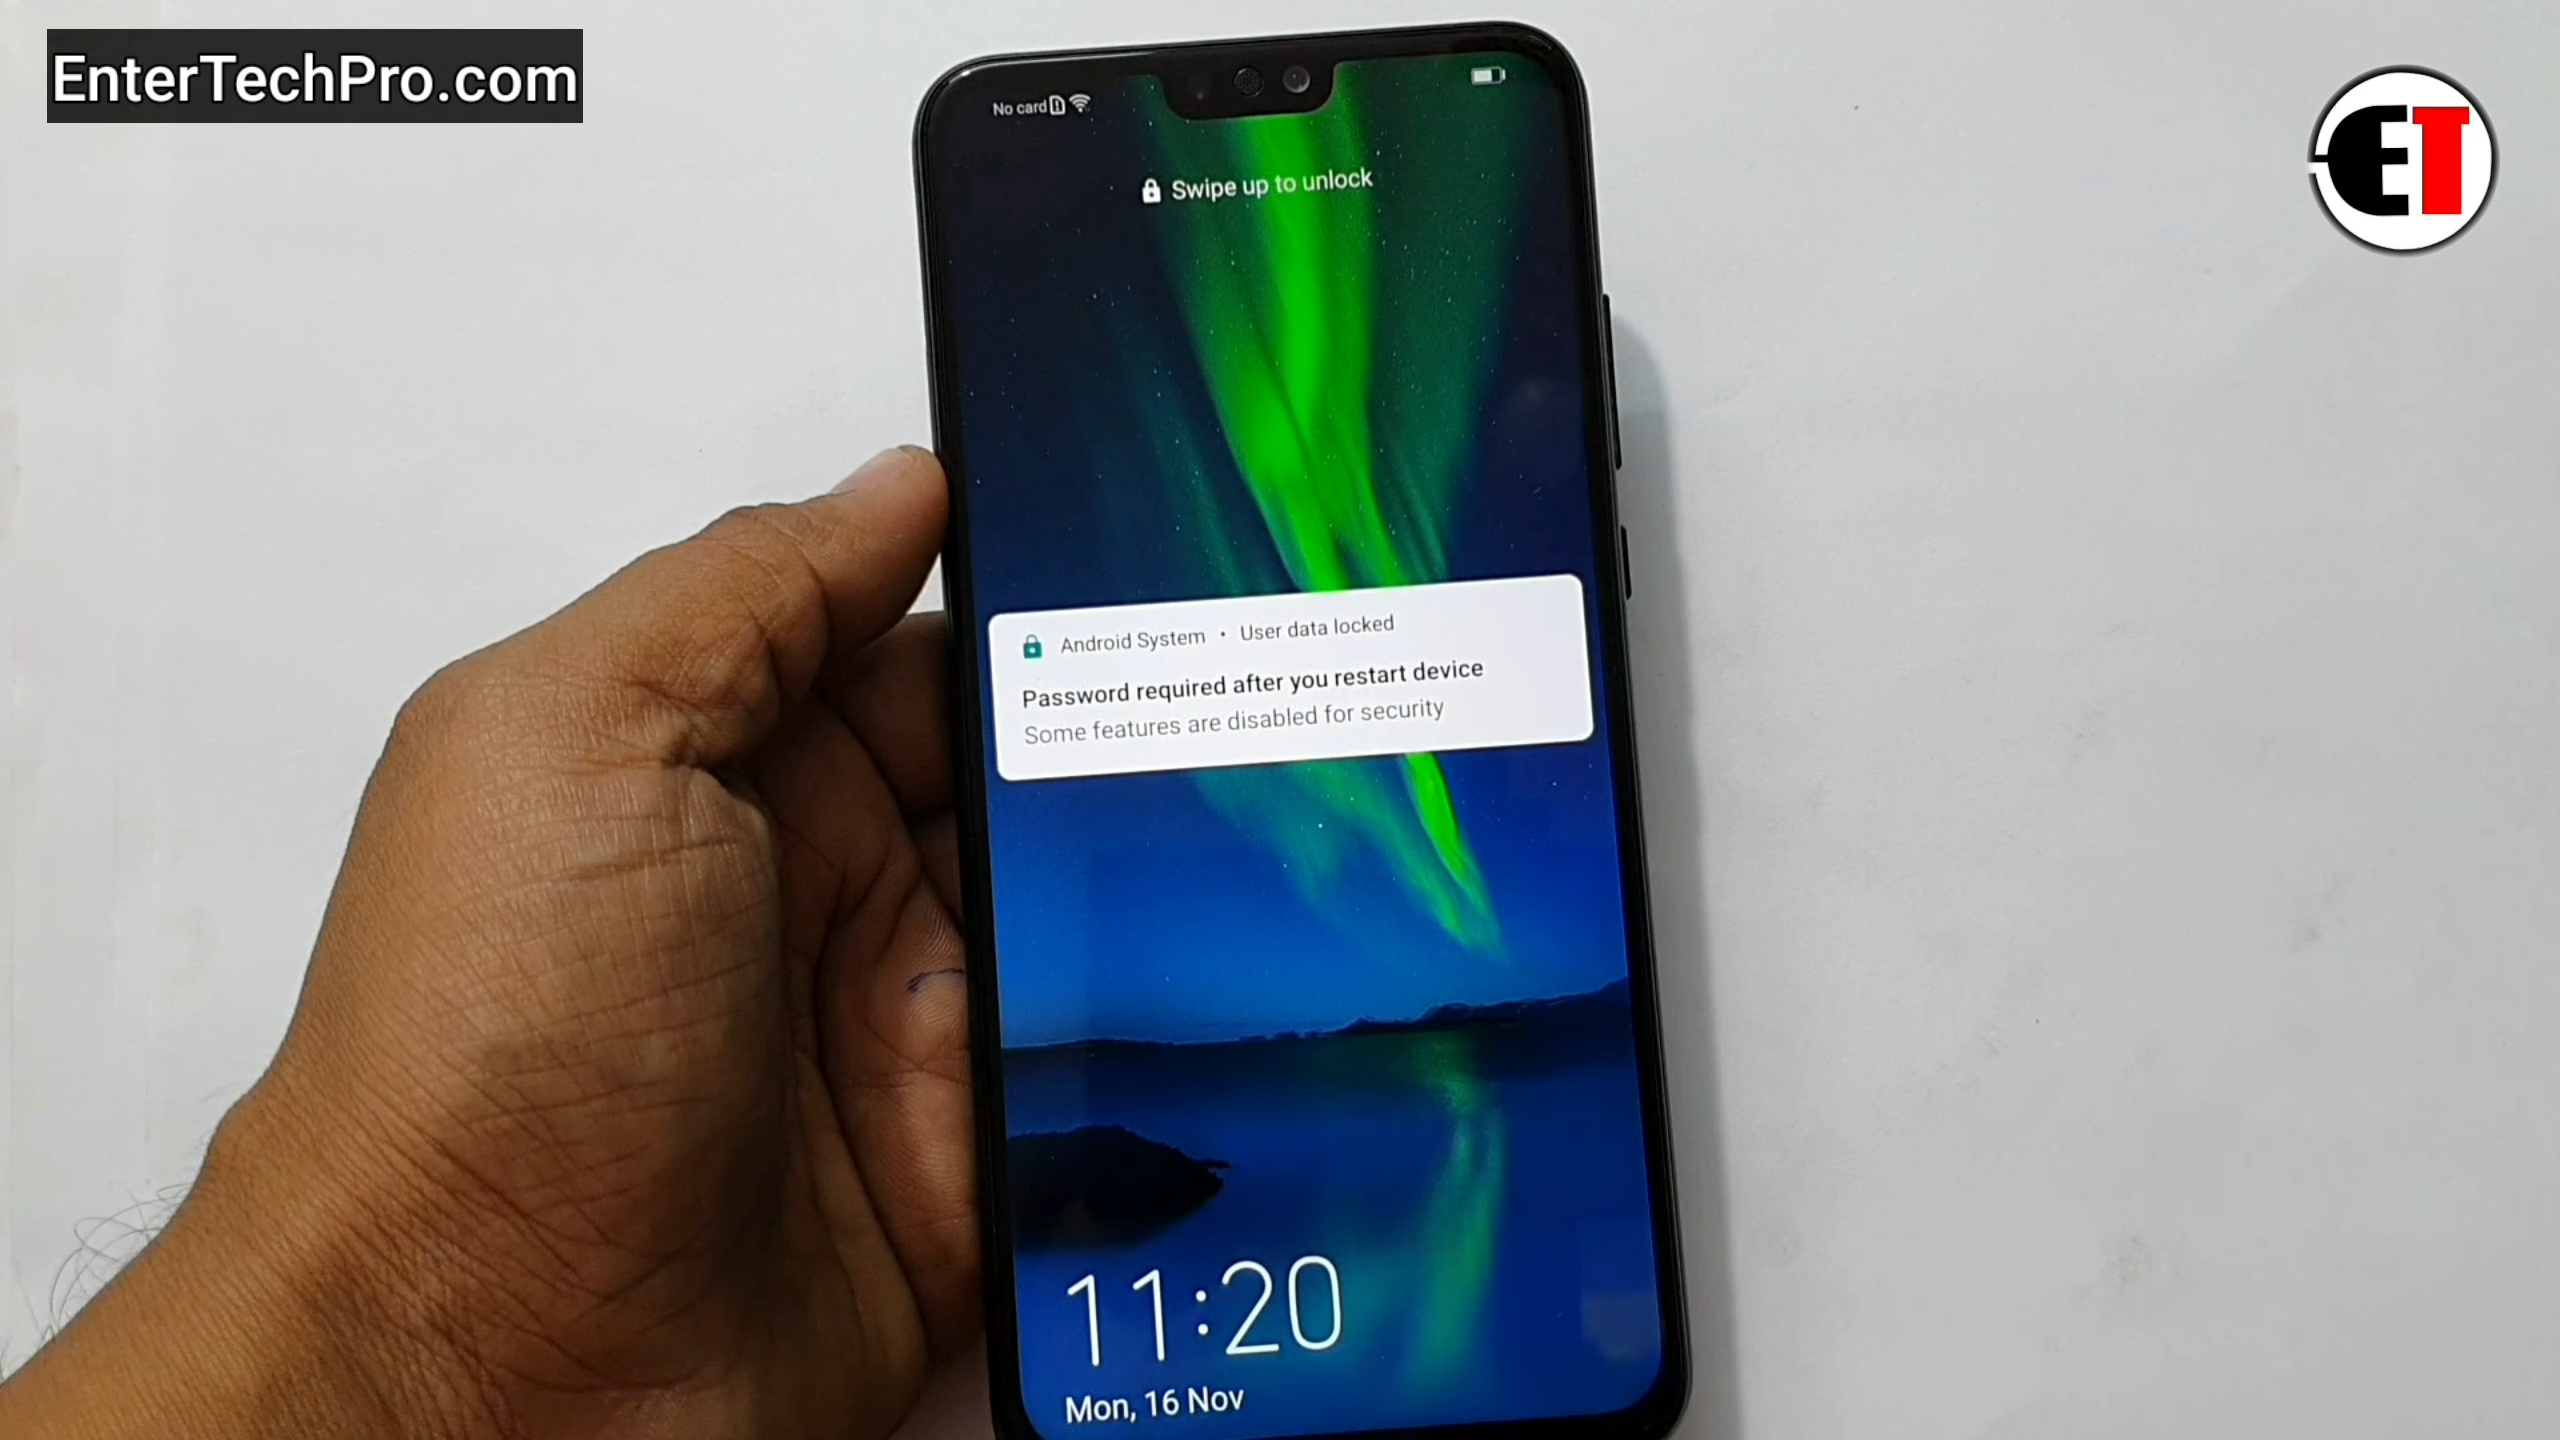 EnterTechPro.com
ET
No card
Swipe up to unlock
Android System • User data locked
Password required after you restart device
Some features are disabled for security
11:20
Mon, 16 Nov